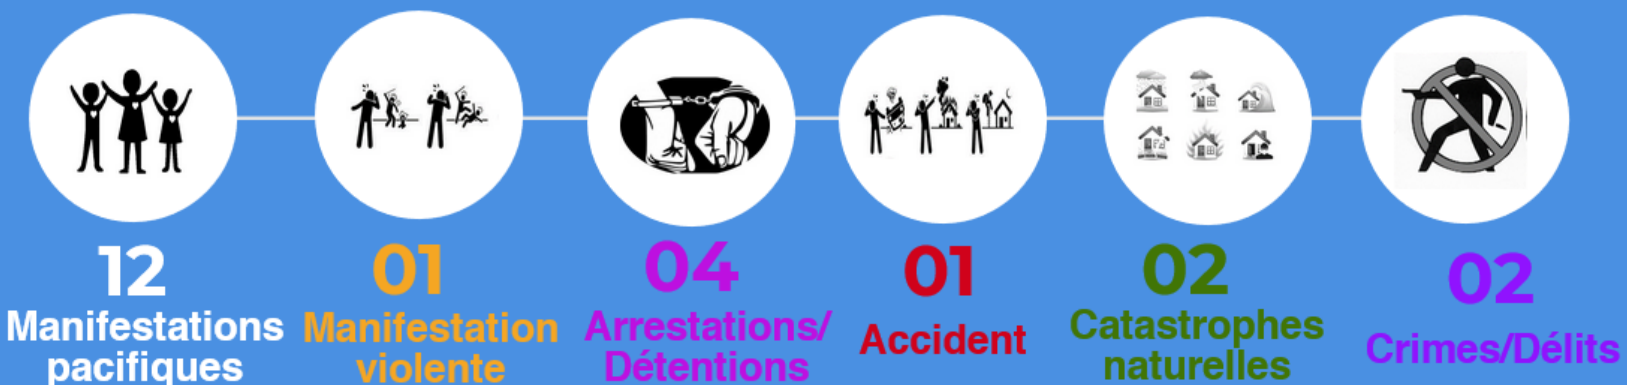 12
Manifestations
pacifiques
01
Manifestation
violente
04
Arrestations/
Détentions
01
Accident
02
Catastrophes
naturelles
02
Crimes/Délits